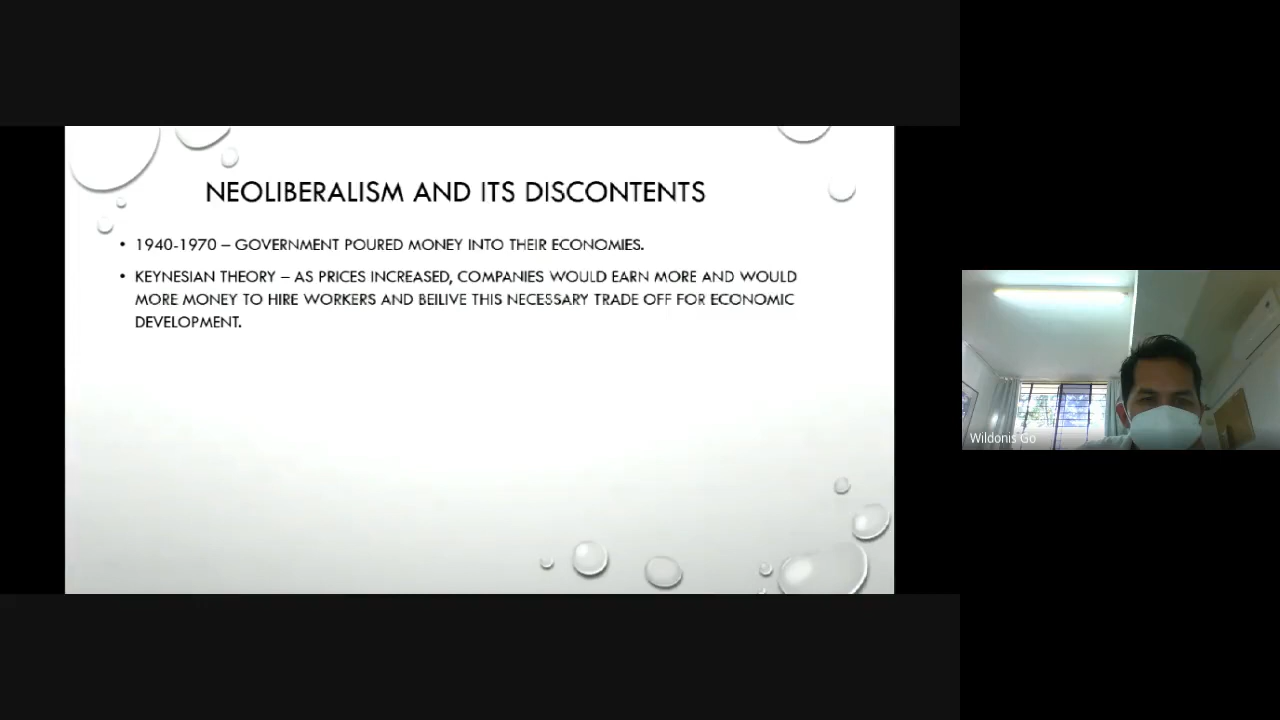 NEOLIBERALISM AND ITS DISCONTENTS
• 1940-1970 – GOVERNMENT POURED MONEY INTO THEIR ECONOMIES.
• KEYNESIAN THEORY – AS PRICES INCREASED, COMPANIES WOULD EARN MORE AND WOULD
MORE MONEY TO HIRE WORKERS AND BEILIVE THIS NECESSARY TRADE OFF FOR ECONOMIC
DEVELOPMENT.
Wildonis Go